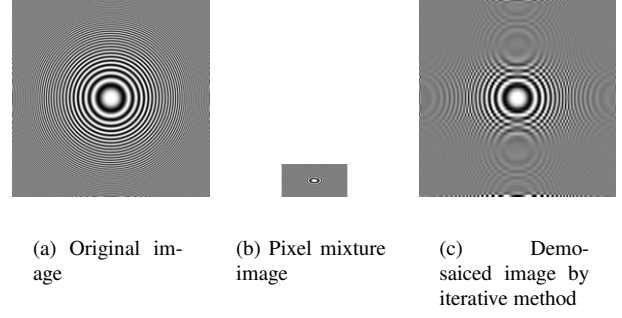 (a) Original im-
age
(b) Pixel mixture
image
(c) Demo-
saiced image by
iterative method